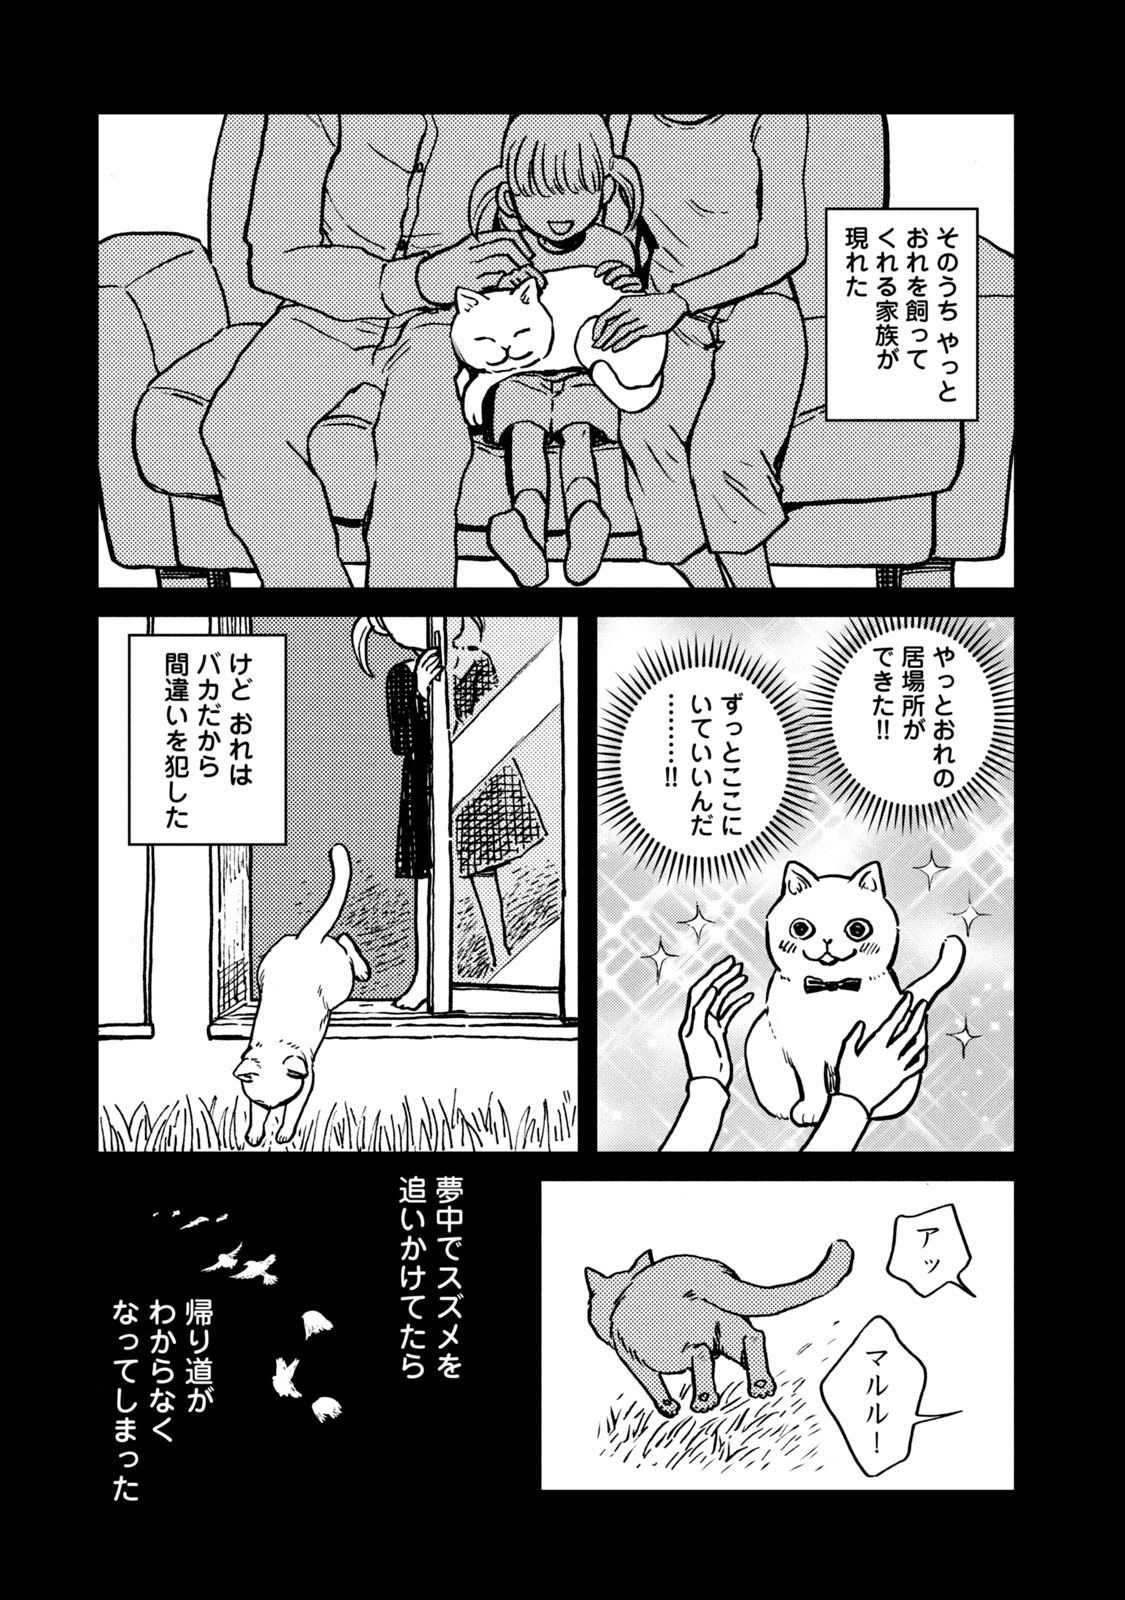 そのうち やっと
おれを飼って
くれる家族が
現れた
やっとおれの
居場所が
できた!!
ずっとここに
いていいんだ
………!!
けど おれは
バカだから
間違いを犯した
アッ
マルル!
夢中でスズメを
追いかけてたら
帰り道が
わからなく
なってしまった